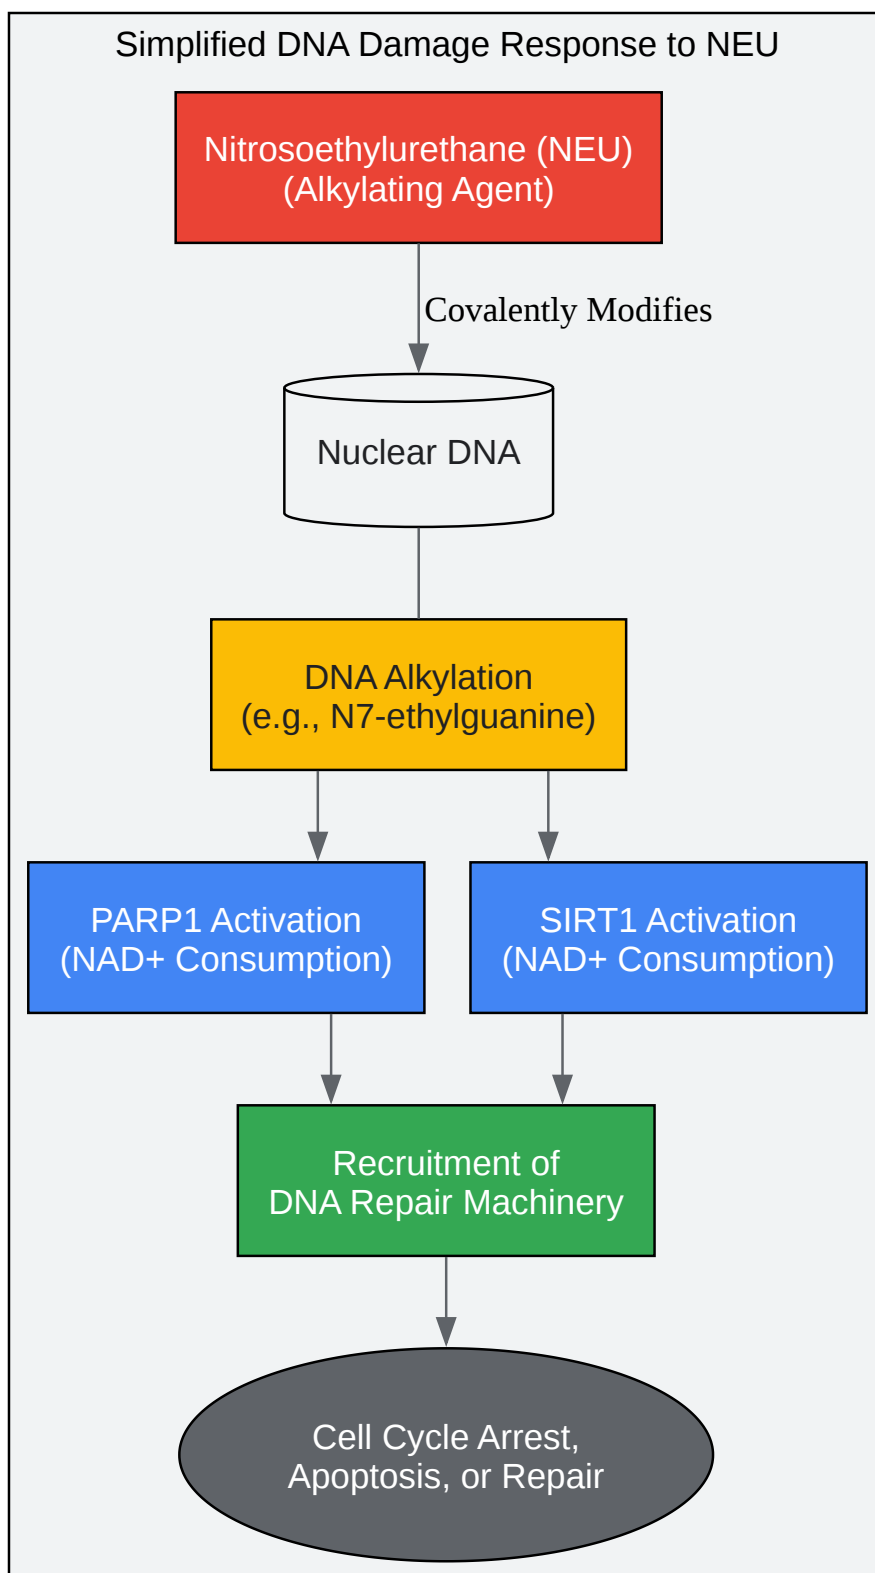 Simplified DNA Damage Response to NEU
Nitrosoethylurethane (NEU)
(Alkylating Agent)
Covalently Modifies
Nuclear DNA
DNA Alkylation
(e.g., N7-ethylguanine)
PARP1 Activation
(NAD+ Consumption)
SIRT1 Activation
(NAD+ Consumption)
Recruitment of
DNA Repair Machinery
Cell Cycle Arrest,
Apoptosis, or Repair